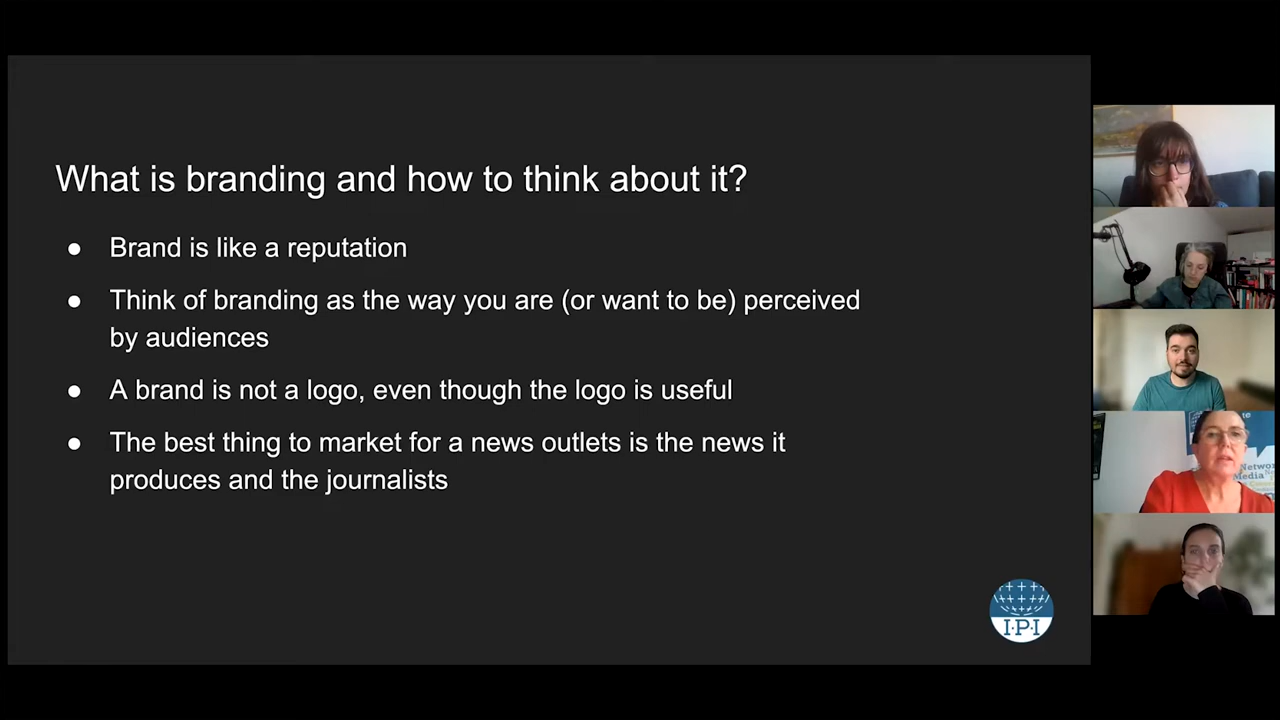 What is branding and how to think about it?
● Brand is like a reputation
● Think of branding as the way you are (or want to be) perceived
by audiences
● A brand is not a logo, even though the logo is useful
● The best thing to market for a news outlets is the news it
produces and the journalists
I·P·I
Network
Media